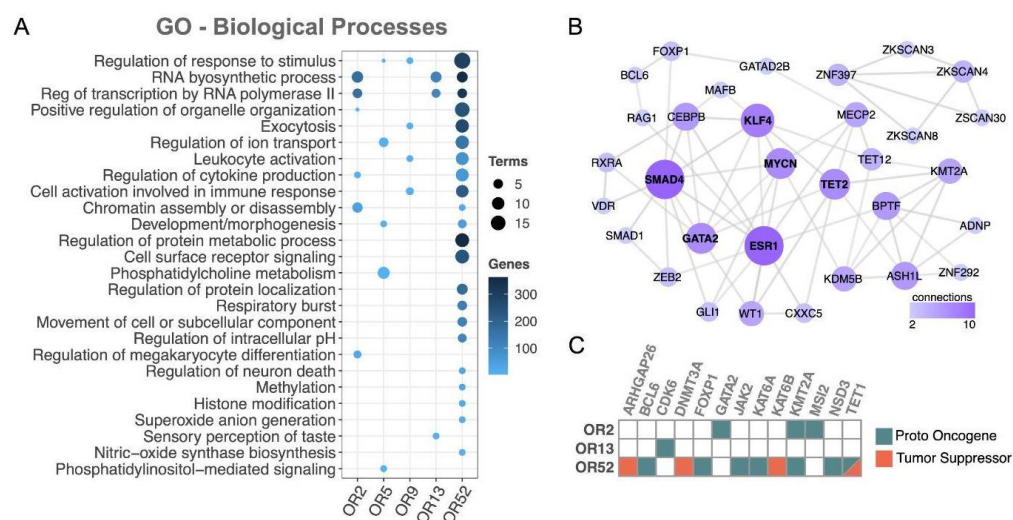 A
GO - Biological Processes
Regulation of response to stimulus
RNA byosynthetic process
Reg of transcription by RNA polymerase II
Positive regulation of organelle organization
Exocytosis
Regulation of ion transport
Leukocyte activation
Regulation of cytokine production
Cell activation involved in immune response
Chromatin assembly or disassembly
Development/morphogenesis
Regulation of protein metabolic process
Cell surface receptor signaling
Phosphatidylcholine metabolism
Regulation of protein localization
Respiratory burst
Movement of cell or subcellular component
Regulation of intracellular pH
Regulation of megakaryocyte differentiation
Regulation of neuron death
Methylation
Histone modification
Superoxide anion generation
Sensory perception of taste
Nitric-oxide synthase biosynthesis
Phosphatidylinositol-mediated signaling
OR2 OR5 OR9 OR13 OR52
Terms
5
10
15
Genes
300
200
100
B
FOXP1 ZKSCAN3
GATAD2B
BCL6 ZNF397 ZKSCAN4
MAFB
RAG1 CEBPB KLF4 MECP2 ZSCAN30
ZKSCAN8
RXRA MYCN TET12 KMT2A
SMAD4 TET2
VDR BPTF
SMAD1 GATA2 ESR1 ADNP
ZEB2 KDM5B ASH1L ZNF292
GLI1 WT1 CXXC5
connections
2 10
C
ARHGAP26 BCL6 CDK6 DNMT3A FOXP1 GATA2 JAK2 KAT6A KAT6B KMT2A MSI2 NSD3 TET1
OR2
OR13
OR52
Proto Oncogene
Tumor Suppressor